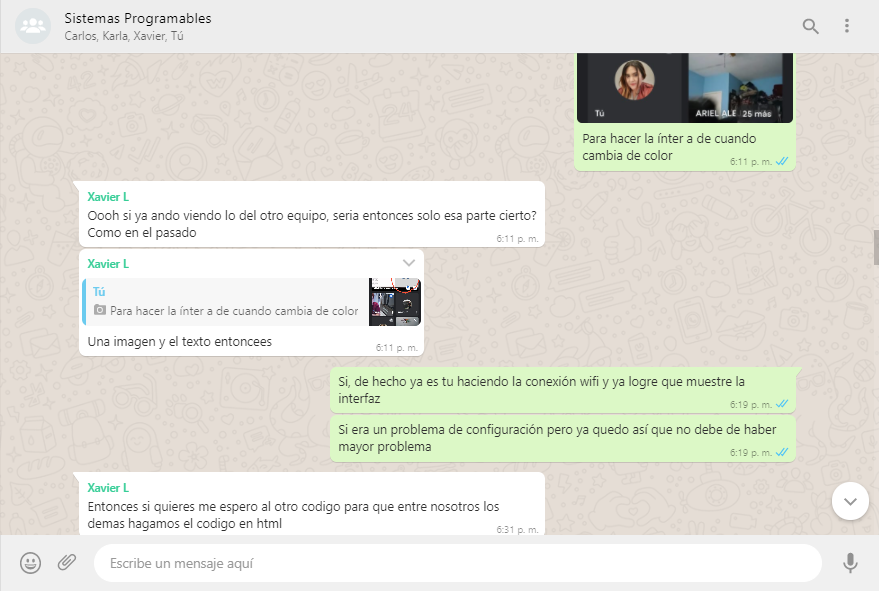 Sistemas Programables
Carlos, Karla, Xavier, Tú
Tú
ARIEL ALE
25 más
Para hacer la ínter a de cuando
cambia de color
6:11 p. m.
Xavier L
Oooh si ya ando viendo lo del otro equipo, seria entonces solo esa parte cierto?
Como en el pasado
6:11 p. m.
Xavier L
Tú
Para hacer la ínter a de cuando cambia de color
Una imagen y el texto entoncees
6:11 p. m.
Si, de hecho ya es tu haciendo la conexión wifi y ya logre que muestre la
interfaz
6:19 p. m.
Si era un problema de configuración pero ya quedo así que no debe de haber
mayor problema
6:19 p. m.
Xavier L
Entonces si quieres me espero al otro codigo para que entre nosotros los
demas hagamos el codigo en html
6:31 p. m.
Escribe un mensaje aquí